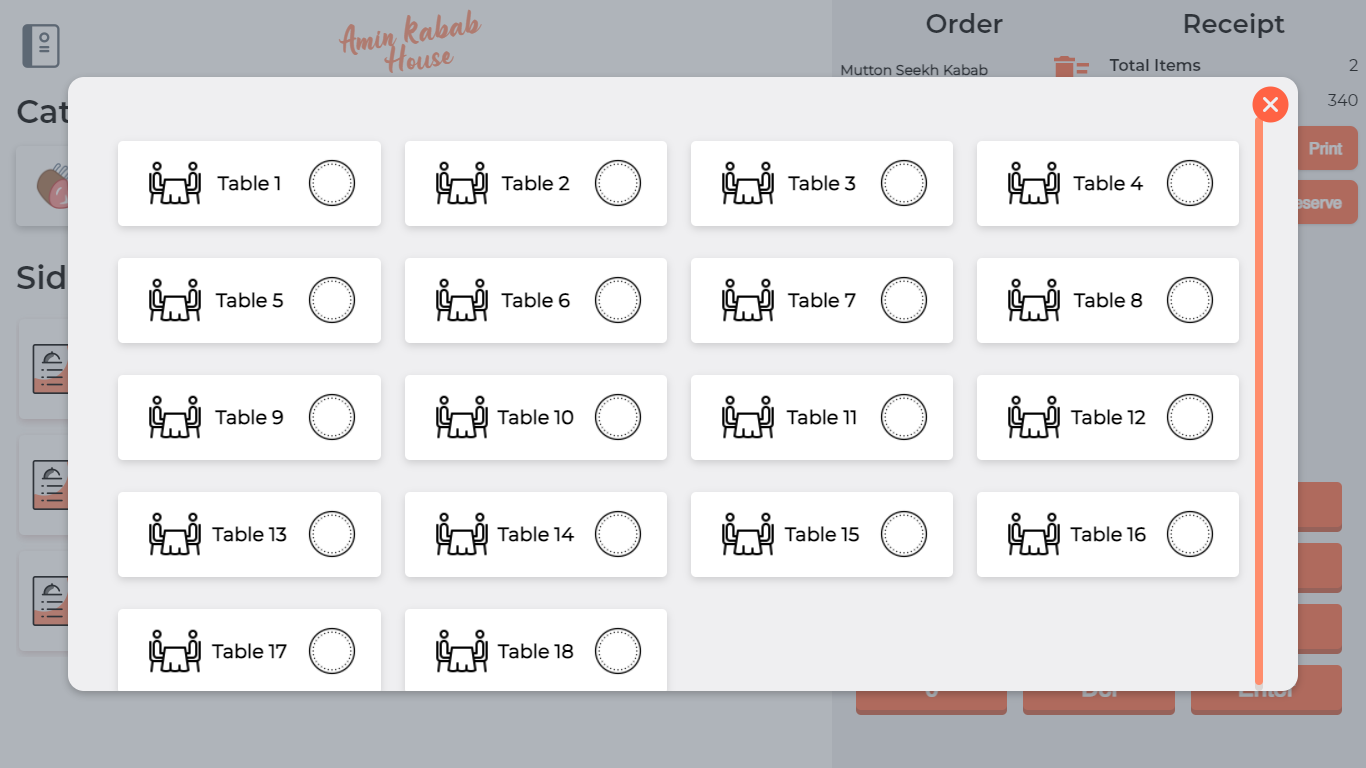 Amin Kabab
House
Order
Receipt
Mutton Seekh Kabab
Total Items
2
340
Print
Table 1
Table 2
Table 3
Table 4
Table 5
Table 6
Table 7
Table 8
Table 9
Table 10
Table 11
Table 12
Table 13
Table 14
Table 15
Table 16
Table 17
Table 18
Cat
Sid
eserve
Del
Enter